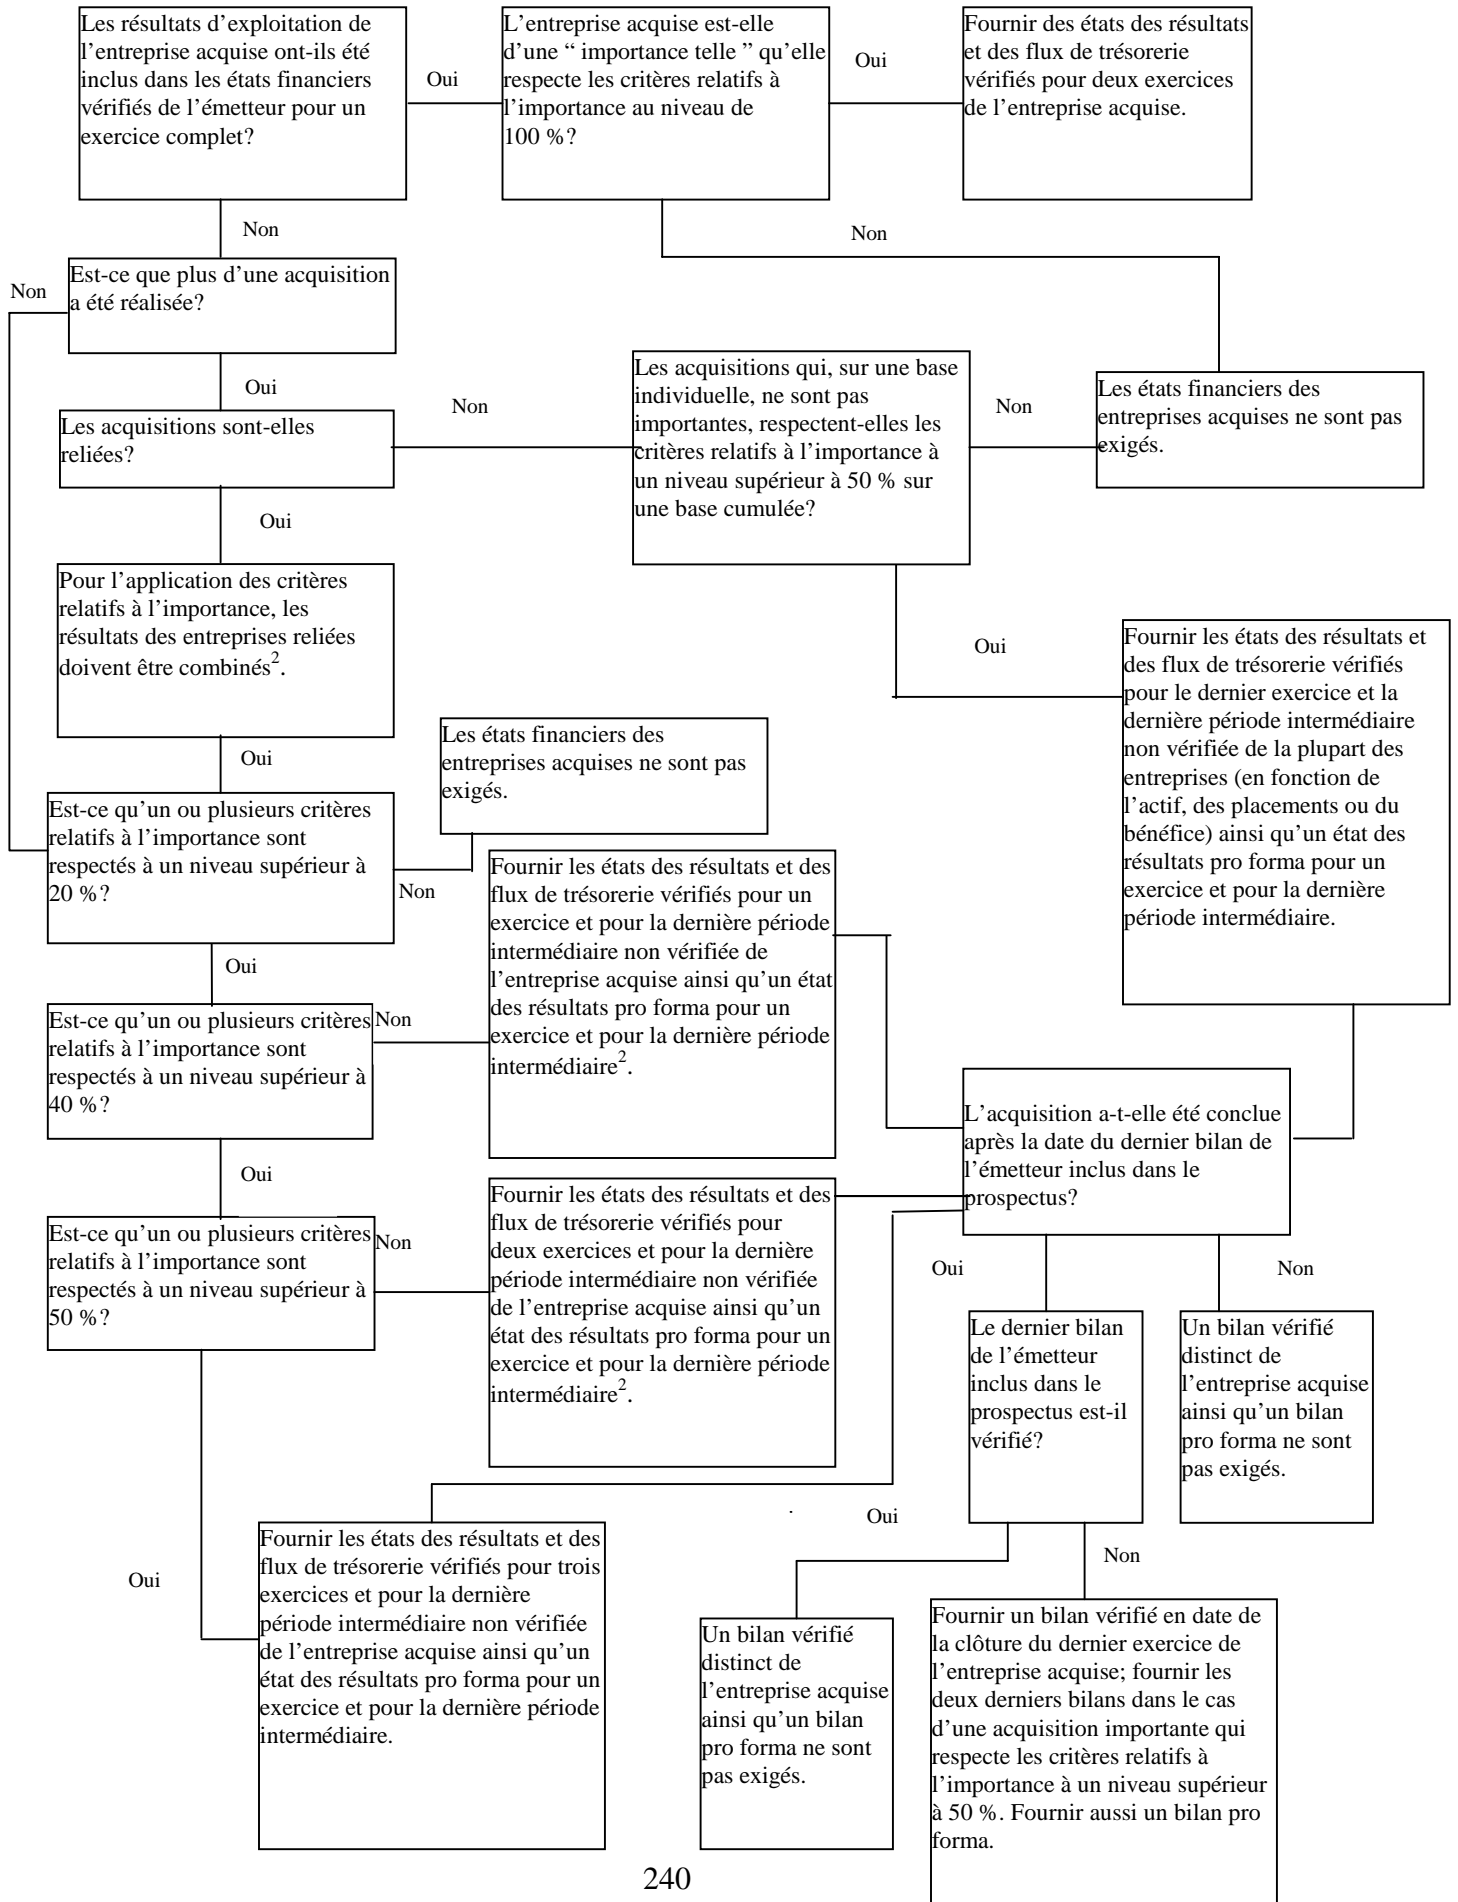 Les résultats d’exploitation de
l’entreprise acquise ont-ils été
inclus dans les états financiers
vérifiés de l’émetteur pour un
exercice complet?
Oui
L’entreprise acquise est-elle
d’une “ importance telle ” qu’elle
respecte les critères relatifs à
l’importance au niveau de
100 %?
Oui
Fournir des états des résultats
et des flux de trésorerie
vérifiés pour deux exercices
de l’entreprise acquise.
Non
Non
Est-ce que plus d’une acquisition
a été réalisée?
Non
Oui
Les acquisitions sont-elles
reliées?
Non
Les acquisitions qui, sur une base
individuelle, ne sont pas
importantes, respectent-elles les
critères relatifs à l’importance à
un niveau supérieur à 50 % sur
une base cumulée?
Non
Les états financiers des
entreprises acquises ne sont pas
exigés.
Oui
Pour l’application des critères
relatifs à l’importance, les
résultats des entreprises reliées
doivent être combinés².
Oui
Fournir les états des résultats et
des flux de trésorerie vérifiés
pour le dernier exercice et la
dernière période intermédiaire
non vérifiée de la plupart des
entreprises (en fonction de
l’actif, des placements ou du
bénéfice) ainsi qu’un état des
résultats pro forma pour un
exercice et pour la dernière
période intermédiaire.
Oui
Les états financiers des
entreprises acquises ne sont pas
exigés.
Est-ce qu’un ou plusieurs critères
relatifs à l’importance sont
respectés à un niveau supérieur à
20 %?
Non
Fournir les états des résultats et des
flux de trésorerie vérifiés pour un
exercice et pour la dernière période
intermédiaire non vérifiée de
l’entreprise acquise ainsi qu’un état
des résultats pro forma pour un
exercice et pour la dernière période
intermédiaire².
Oui
Est-ce qu’un ou plusieurs critères
relatifs à l’importance sont
respectés à un niveau supérieur à
40 %?
Non
L’acquisition a-t-elle été conclue
après la date du dernier bilan de
l’émetteur inclus dans le
prospectus?
Oui
Est-ce qu’un ou plusieurs critères
relatifs à l’importance sont
respectés à un niveau supérieur à
50 %?
Non
Fournir les états des résultats et des
flux de trésorerie vérifiés pour
deux exercices et pour la dernière
période intermédiaire non vérifiée
de l’entreprise acquise ainsi qu’un
état des résultats pro forma pour un
exercice et pour la dernière période
intermédiaire².
Oui
Non
Le dernier bilan
de l’émetteur
inclus dans le
prospectus est-il
vérifié?
Un bilan vérifié
distinct de
l’entreprise acquise
ainsi qu’un bilan
pro forma ne sont
pas exigés.
.
Oui
Non
Oui
Fournir les états des résultats et des
flux de trésorerie vérifiés pour trois
exercices et pour la dernière
période intermédiaire non vérifiée
de l’entreprise acquise ainsi qu’un
état des résultats pro forma pour un
exercice et pour la dernière période
intermédiaire.
Un bilan vérifié
distinct de
l’entreprise acquise
ainsi qu’un bilan
pro forma ne sont
pas exigés.
Fournir un bilan vérifié en date de
la clôture du dernier exercice de
l’entreprise acquise; fournir les
deux derniers bilans dans le cas
d’une acquisition importante qui
respecte les critères relatifs à
l’importance à un niveau supérieur
à 50 %. Fournir aussi un bilan pro
forma.
240